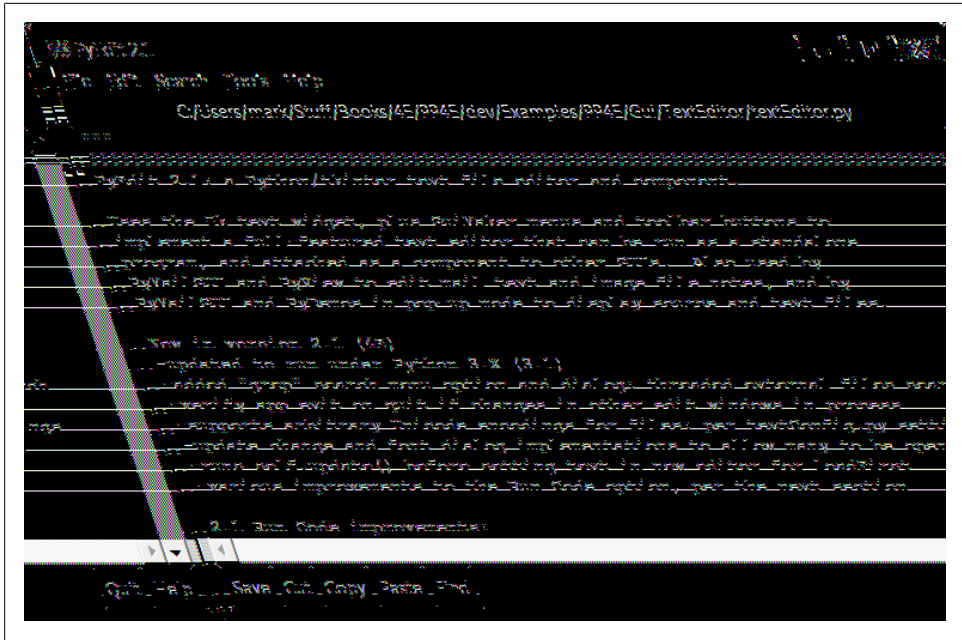 PyEdit 2.1
File Edit Search Tools Help
C:/Users/mark/Stuff/Books/4E/PP4E/dev/Examples/PP4E/Gui/TextEditor/textEditor.py
"""
PyEdit 2.1: a Python/tkinter text file editor and component.
Uses the Tk text widget, plus GuiMaker menus and toolbar buttons to
implement a full-featured text editor that can be run as a standalone
program, and attached as a component to other GUIs. Also used by
PyMailGUI and PyView to edit mail text and image file notes, and by
PyMailGUI and PyDemos in pop-up mode to display source and text files.
New in version 2.1 (4E)
-updated to run under Python 3.X (3.1)
-added "grep" search menu option and dialog: threaded external files
-verify app exit on quit if changes in other edit windows in process
-supports arbitrary Unicode encodings for files: per textConfig.py
-update change and font dialog implementations to allow many to be open
-runs self.update() before setting text in new editor for loadFirst
-various improvements to the Run Code option, per the next section
2.1 Run Code improvements:
Quit Help Save Cut Copy Paste Find